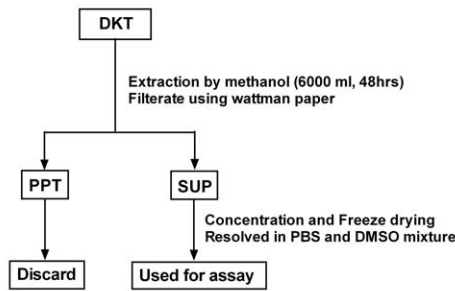 DKT
Extraction by methanol (6000 ml, 48hrs)
Filterate using wattman paper
PPT
SUP
Concentration and Freeze drying
Resolved in PBS and DMSO mixture
Discard
Used for assay